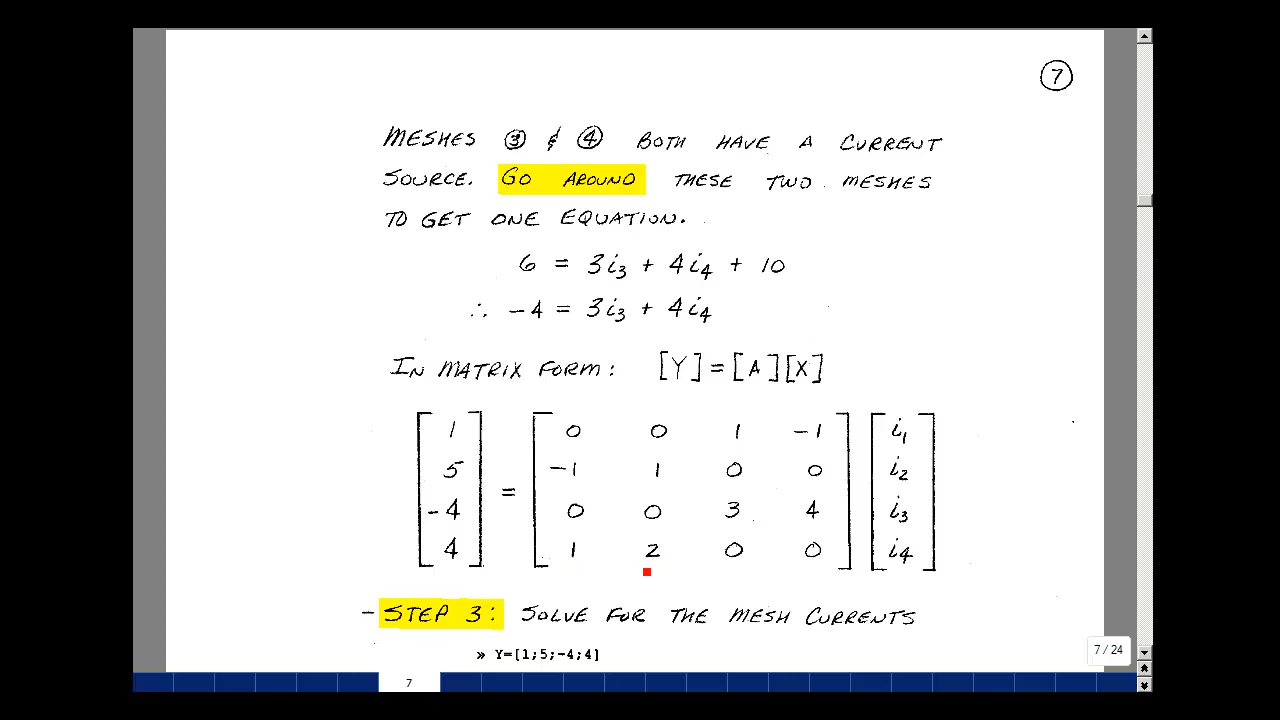 7
MESHES ③ & ④ BOTH HAVE A CURRENT
SOURCE. GO AROUND THESE TWO MESHES
TO GET ONE EQUATION.
6 = 3i₃ + 4i₄ + 10
∴ -4 = 3i₃ + 4i₄
IN MATRIX FORM: [Y] = [A][X]
1 0 0 1 -1 i₁
5 -1 1 0 0 i₂
= 
-4 0 0 3 4 i₃
4 1 2 0 0 i₄
- STEP 3: SOLVE FOR THE MESH CURRENTS
» Y=[1;5;-4;4]
7 / 24
7